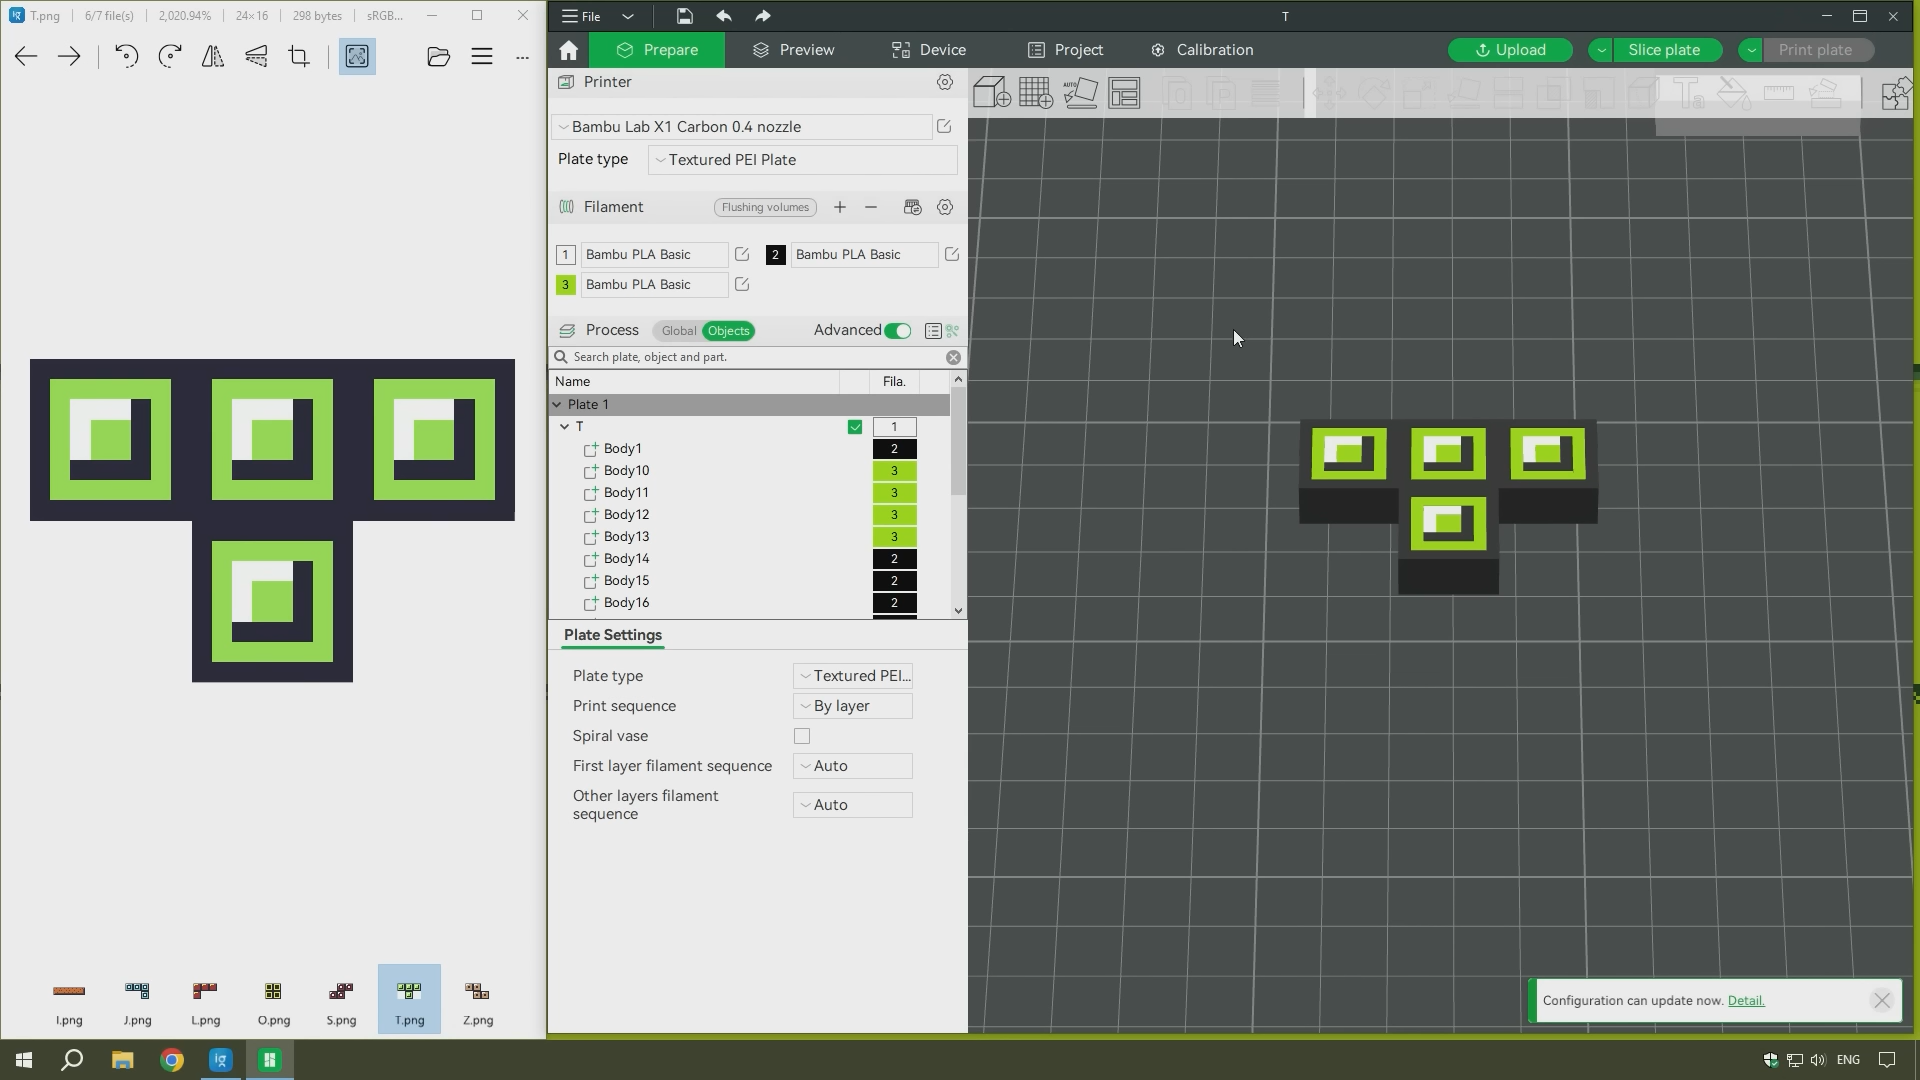 T.png 6/7 file(s) 2,020.94% 24×16 298 bytes sRGB...
File
T
Prepare Preview Device Project Calibration Upload Slice plate Print plate
Printer
Bambu Lab X1 Carbon 0.4 nozzle
Plate type Textured PEI Plate
Filament Flushing volumes
1 Bambu PLA Basic 2 Bambu PLA Basic
3 Bambu PLA Basic
Process Global Objects Advanced
Search plate, object and part.
Name Fila.
Plate 1
T 1
Body1 2
Body10 3
Body11 3
Body12 3
Body13 3
Body14 2
Body15 2
Body16 2
Plate Settings
Plate type Textured PEI...
Print sequence By layer
Spiral vase
First layer filament sequence Auto
Other layers filament
sequence Auto
Configuration can update now. Detail.
I.png J.png L.png O.png S.png T.png Z.png
ENG